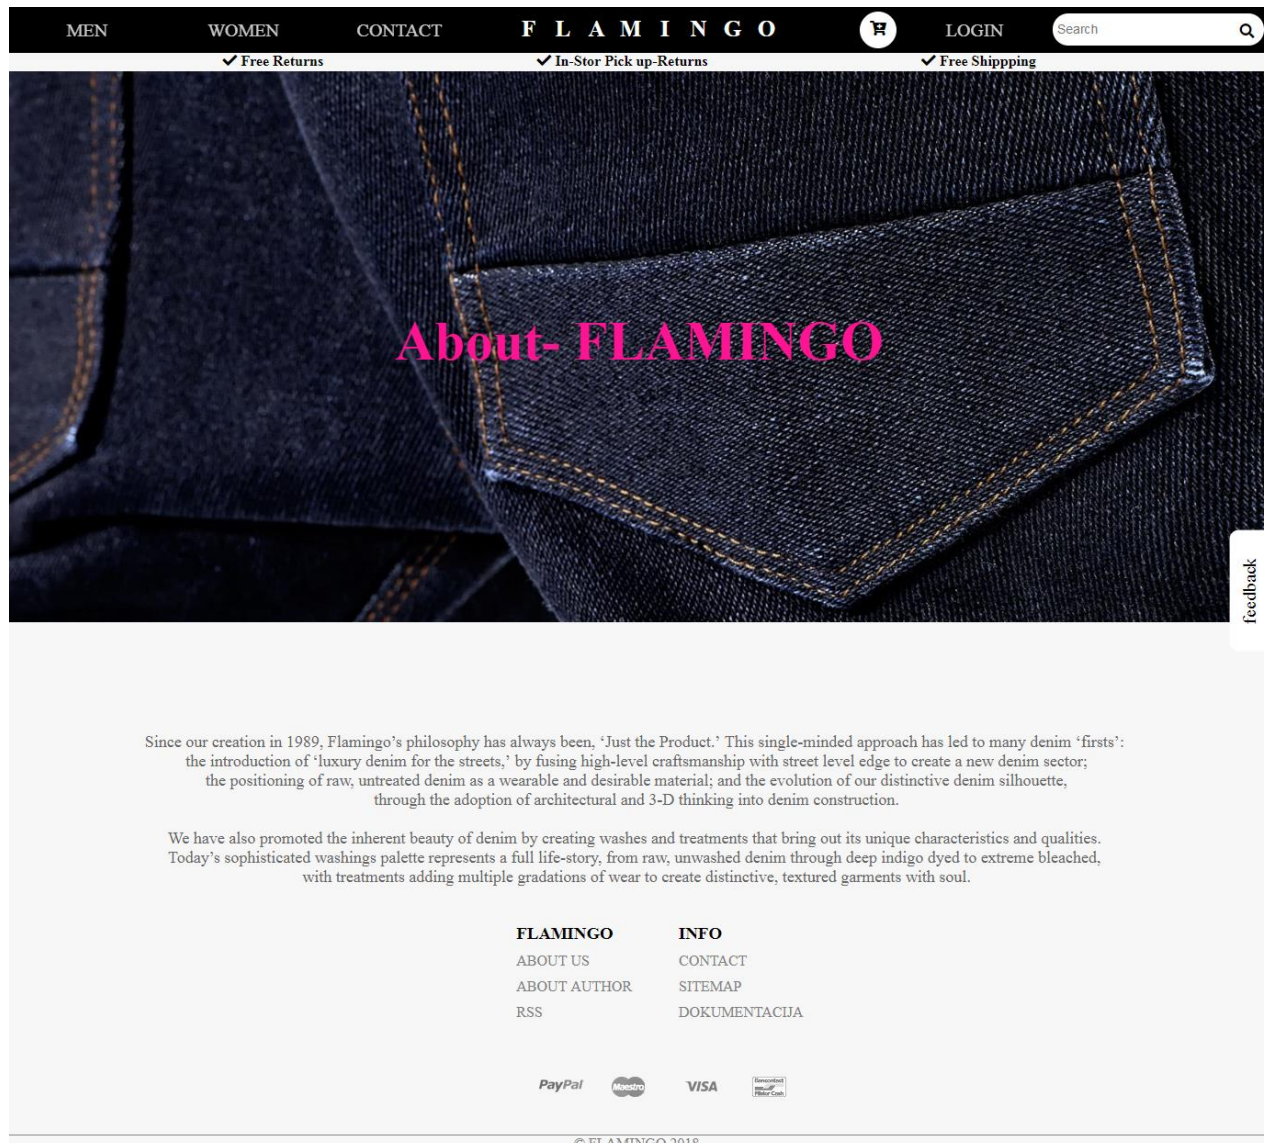 MEN WOMEN CONTACT F L A M I N G O LOGIN Search
Free Returns In-Stor Pick up-Returns Free Shippping
About- FLAMINGO
feedback
Since our creation in 1989, Flamingo’s philosophy has always been, ‘Just the Product.’ This single-minded approach has led to many denim ‘firsts’:
the introduction of ‘luxury denim for the streets,’ by fusing high-level craftsmanship with street level edge to create a new denim sector;
the positioning of raw, untreated denim as a wearable and desirable material; and the evolution of our distinctive denim silhouette,
through the adoption of architectural and 3-D thinking into denim construction.
We have also promoted the inherent beauty of denim by creating washes and treatments that bring out its unique characteristics and qualities.
Today’s sophisticated washings palette represents a full life-story, from raw, unwashed denim through deep indigo dyed to extreme bleached,
with treatments adding multiple gradations of wear to create distinctive, textured garments with soul.
FLAMINGO INFO
ABOUT US CONTACT
ABOUT AUTHOR SITEMAP
RSS DOKUMENTACIJA
PayPal Maestro VISA
© FLAMINGO 2018